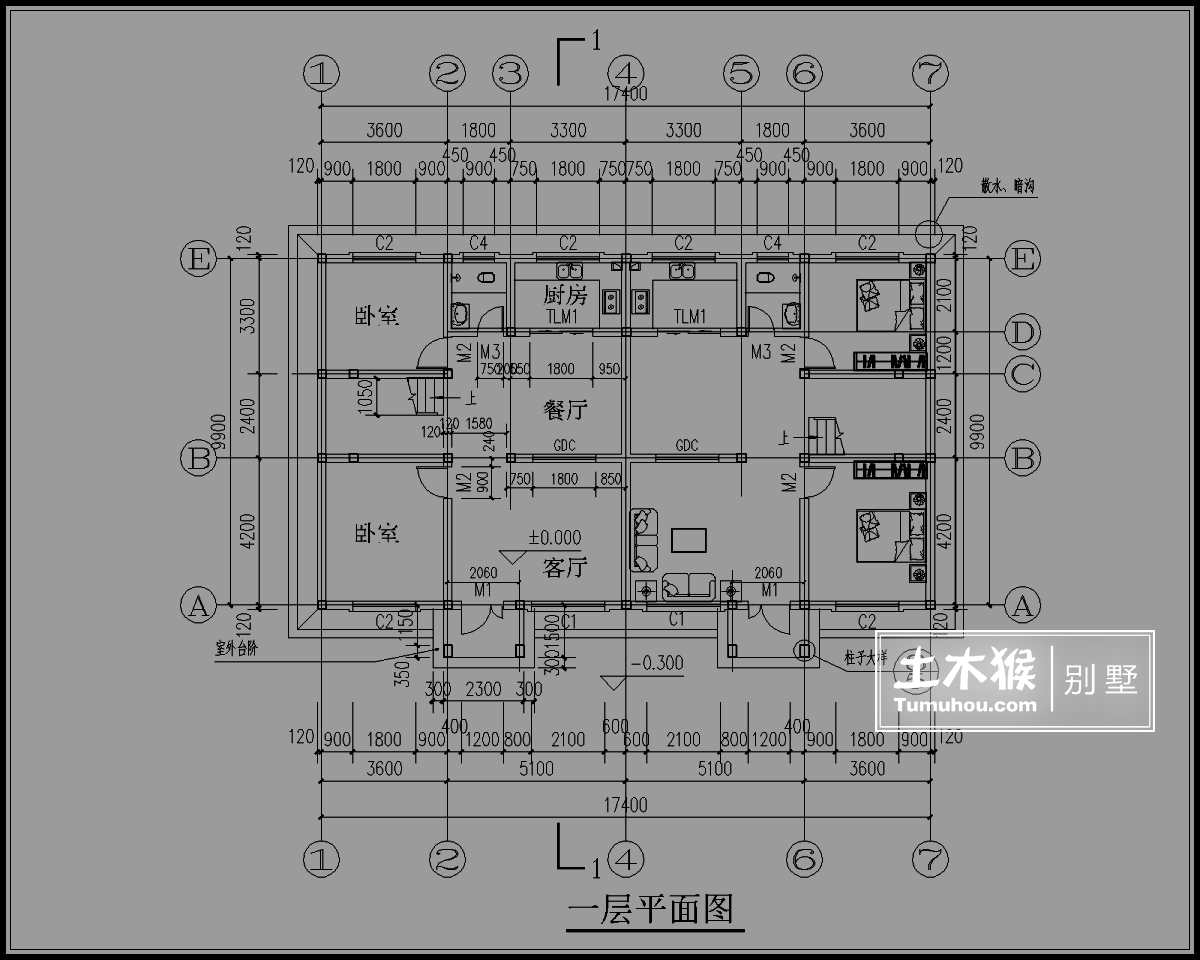 1
1 2 3 4 5 6 7
17400
3600 1800 3300 3300 1800 3600
450 450 450 450
120 900 1800 900 900 750 1800 750 750 1800 750 900 900 1800 900 120
散水、暗沟
120 120
C2 C4 C2 C2 C4 C2
E E
厨房
2100
卧室
3300
TLM1 TLM1
D
M2 M3 M3 M2
1200
750 200 550 1800 950
C
1050 上
餐厅
2400 2400
9900 9900
120 120 1580
240
上
GDC GDC
B B
M2 900 750 1800 850 M2
卧室
±0.000
4200 4200
客厅
2060 2060
M1 M1
A A
120 C2 1150 C1 1500 C1 C2 120
室外台阶
350 300
-0.300
柱子大样
土木猴 别墅
Tumuhou.com
300 2300 300
400 600 400
120 900 1800 900 1200 800 2100 600 2100 800 1200 900 1800 900 120
3600 5100 5100 3600
17400
1 2 4 6 7
1
一层平面图